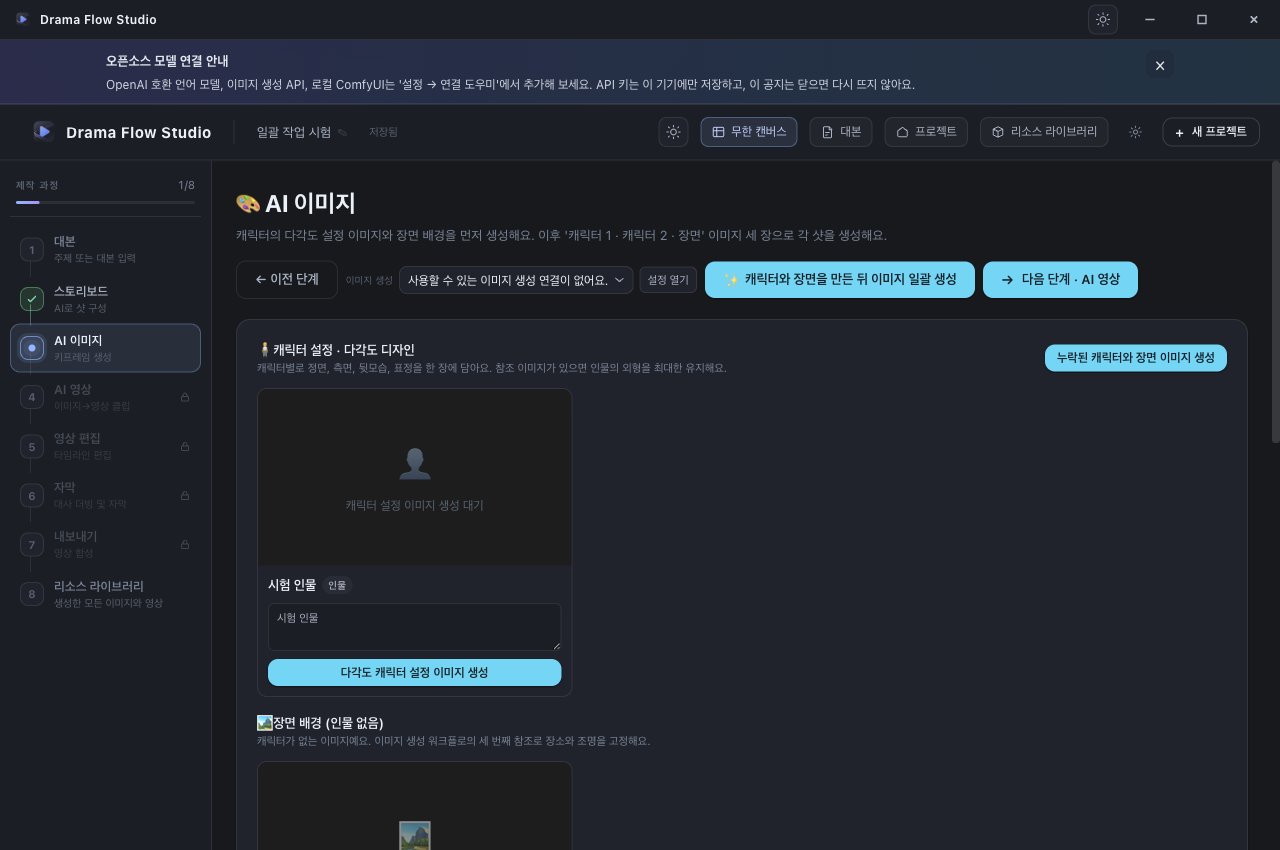 Drama Flow Studio
오픈소스 모델 연결 안내
OpenAI 호환 언어 모델, 이미지 생성 API, 로컬 ComfyUI는 '설정 → 연결 도우미'에서 추가해 보세요. API 키는 이 기기에만 저장하고, 이 공지는 닫으면 다시 뜨지 않아요.
Drama Flow Studio
일괄 작업 시험
저장됨
무한 캔버스
대본
프로젝트
리소스 라이브러리
+ 새 프로젝트
제작 과정 1/8
1 대본
주제 또는 대본 입력
스토리보드
AI로 샷 구성
AI 이미지
키프레임 생성
4 AI 영상
이미지→영상 클립
5 영상 편집
타임라인 편집
6 자막
대사 더빙 및 자막
7 내보내기
영상 합성
8 리소스 라이브러리
생성한 모든 이미지와 영상
AI 이미지
캐릭터의 다각도 설정 이미지와 장면 배경을 먼저 생성해요. 이후 '캐릭터 1 · 캐릭터 2 · 장면' 이미지 세 장으로 각 샷을 생성해요.
← 이전 단계
이미지 생성
사용할 수 있는 이미지 생성 연결이 없어요.
설정 열기
✨ 캐릭터와 장면을 만든 뒤 이미지 일괄 생성
→ 다음 단계 · AI 영상
캐릭터 설정 · 다각도 디자인
캐릭터별로 정면, 측면, 뒷모습, 표정을 한 장에 담아요. 참조 이미지가 있으면 인물의 외형을 최대한 유지해요.
누락된 캐릭터와 장면 이미지 생성
캐릭터 설정 이미지 생성 대기
시험 인물 인물
시험 인물
다각도 캐릭터 설정 이미지 생성
장면 배경 (인물 없음)
캐릭터가 없는 이미지예요. 이미지 생성 워크플로의 세 번째 참조로 장소와 조명을 고정해요.